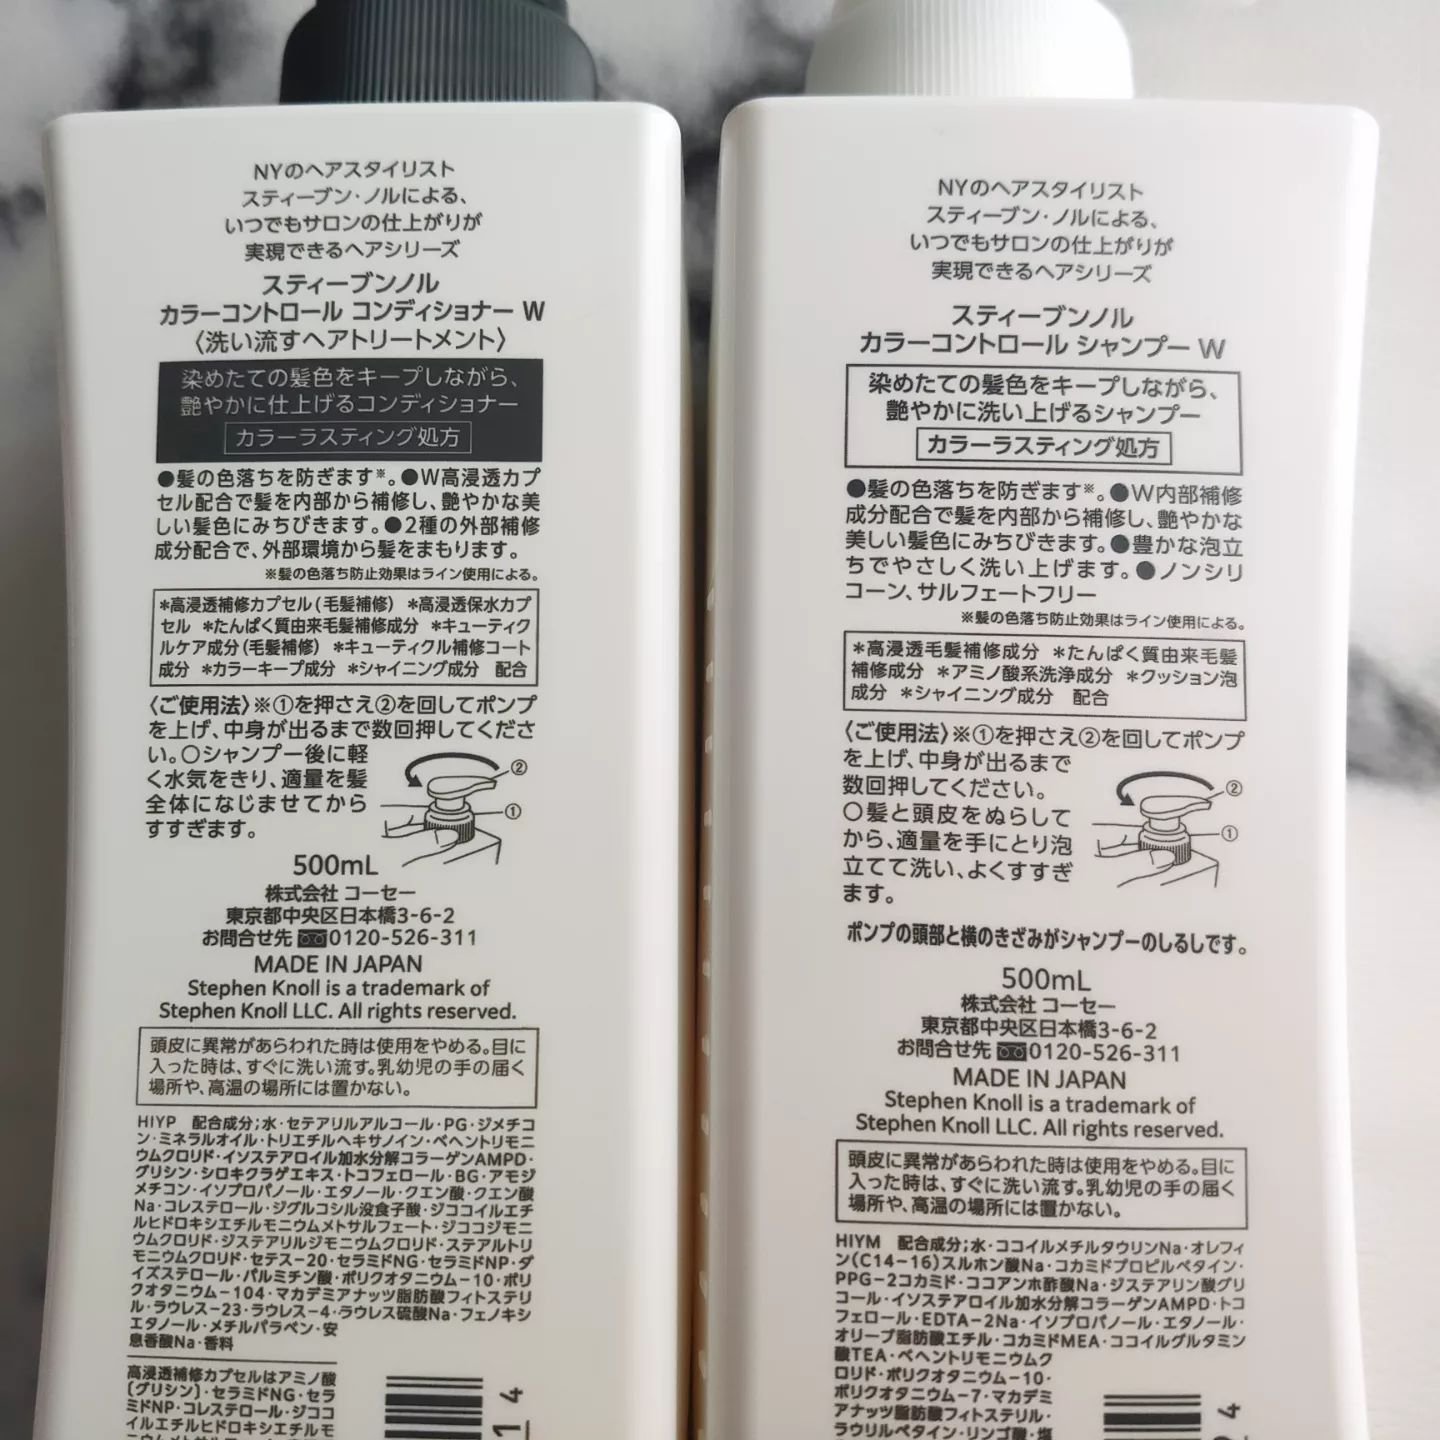 NYのヘアスタイリスト
スティーブン・ノルによる、
いつでもサロンの仕上がりが
実現できるヘアシリーズ
スティーブンノル
カラーコントロール コンディショナー W
〈洗い流すヘアトリートメント〉
染めたての髪色をキープしながら、
艶やかに仕上げるコンディショナー
カラーラスティング処方
●髪の色落ちを防ぎます※。●W高浸透カプ
セル配合で髪を内部から補修し、艶やかな美
しい髪色にみちびきます。●2種の外部補修
成分配合で、外部環境から髪をまもります。
※髪の色落ち防止効果はライン使用による。
*高浸透補修カプセル(毛髪補修) *高浸透保水カプ
セル *たんぱく質由来毛髪補修成分 *キューティク
ルケア成分(毛髪補修) *キューティクル補修コート
成分 *カラーキープ成分 *シャイニング成分 配合
〈ご使用法〉※①を押さえ②を回してポンプ
を上げ、中身が出るまで数回押してくださ
い。○シャンプー後に軽
く水気をきり、適量を髪
全体になじませてから
すすぎます。
②
①
500mL
株式会社 コーセー
東京都中央区日本橋3-6-2
お問合せ先 0120-526-311
MADE IN JAPAN
Stephen Knoll is a trademark of
Stephen Knoll LLC. All rights reserved.
頭皮に異常があらわれた時は使用をやめる。目に
入った時は、すぐに洗い流す。乳幼児の手の届く
場所や、高温の場所には置かない。
HIYP 配合成分;水・セテアリルアルコール・PG・ジメチコ
ン・ミネラルオイル・トリエチルヘキサノイン・ベヘントリモニ
ウムクロリド・イソステアロイル加水分解コラーゲンAMPD・
グリシン・シロキクラゲエキス・トコフェロール・BG・アモジ
メチコン・イソプロパノール・エタノール・クエン酸・クエン酸
Na・コレステロール・ジグルコシル没食子酸・ジココイルエチ
ルヒドロキシエチルモニウムメトサルフェート・ジココジモニ
ウムクロリド・ジステアリルジモニウムクロリド・ステアルトリ
モニウムクロリド・セテス-20・セラミドNG・セラミドNP・ダ
イズステロール・パルミチン酸・ポリクオタニウム-10・ポリ
クオタニウム-104・マカデミアナッツ脂肪酸フィトステリ
ル・ラウレス-23・ラウレス-4・ラウレス硫酸Na・フェノキシ
エタノール・メチルパラベン・安
息香酸Na・香料
高浸透補修カプセルはアミノ酸
〔グリシン〕・セラミドNG・セラ
ミドNP・コレステロール・ジココ
イルエチルヒドロキシエチルモ
NYのヘアスタイリスト
スティーブン・ノルによる、
いつでもサロンの仕上がりが
実現できるヘアシリーズ
スティーブンノル
カラーコントロール シャンプー W
染めたての髪色をキープしながら、
艶やかに洗い上げるシャンプー
カラーラスティング処方
●髪の色落ちを防ぎます※。●W内部補修
成分配合で髪を内部から補修し、艶やかな
美しい髪色にみちびきます。●豊かな泡立
ちでやさしく洗い上げます。●ノンシリ
コーン、サルフェートフリー
※髪の色落ち防止効果はライン使用による。
*高浸透毛髪補修成分 *たんぱく質由来毛髪
補修成分 *アミノ酸系洗浄成分 *クッション泡
成分 *シャイニング成分 配合
〈ご使用法〉※①を押さえ②を回してポンプ
を上げ、中身が出るまで
数回押してください。
○髪と頭皮をぬらして
から、適量を手にとり泡
立てて洗い、よくすすぎ
ます。
②
①
ポンプの頭部と横のきざみがシャンプーのしるしです。
500mL
株式会社 コーセー
東京都中央区日本橋3-6-2
お問合せ先 0120-526-311
MADE IN JAPAN
Stephen Knoll is a trademark of
Stephen Knoll LLC. All rights reserved.
頭皮に異常があらわれた時は使用をやめる。目に
入った時は、すぐに洗い流す。乳幼児の手の届く
場所や、高温の場所には置かない。
HIYM 配合成分;水・ココイルメチルタウリンNa・オレフィ
ン(C14-16)スルホン酸Na・コカミドプロピルベタイン・
PPG-2コカミド・ココアンホ酢酸Na・ジステアリン酸グリ
コール・イソステアロイル加水分解コラーゲンAMPD・トコ
フェロール・EDTA-2Na・イソプロパノール・エタノール・
オリーブ脂肪酸エチル・コカミドMEA・ココイルグルタミン
酸TEA・ベヘントリモニウムク
ロリド・ポリクオタニウム-10・
ポリクオタニウム-7・マカデミ
アナッツ脂肪酸フィトステリル・
ラウリルベタイン・リンゴ酸・塩